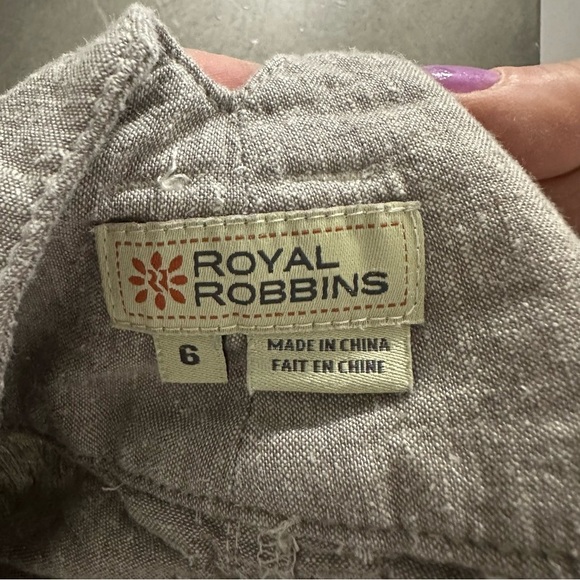 ROYAL
ROBBINS
6
MADE IN CHINA
FAIT EN CHINE